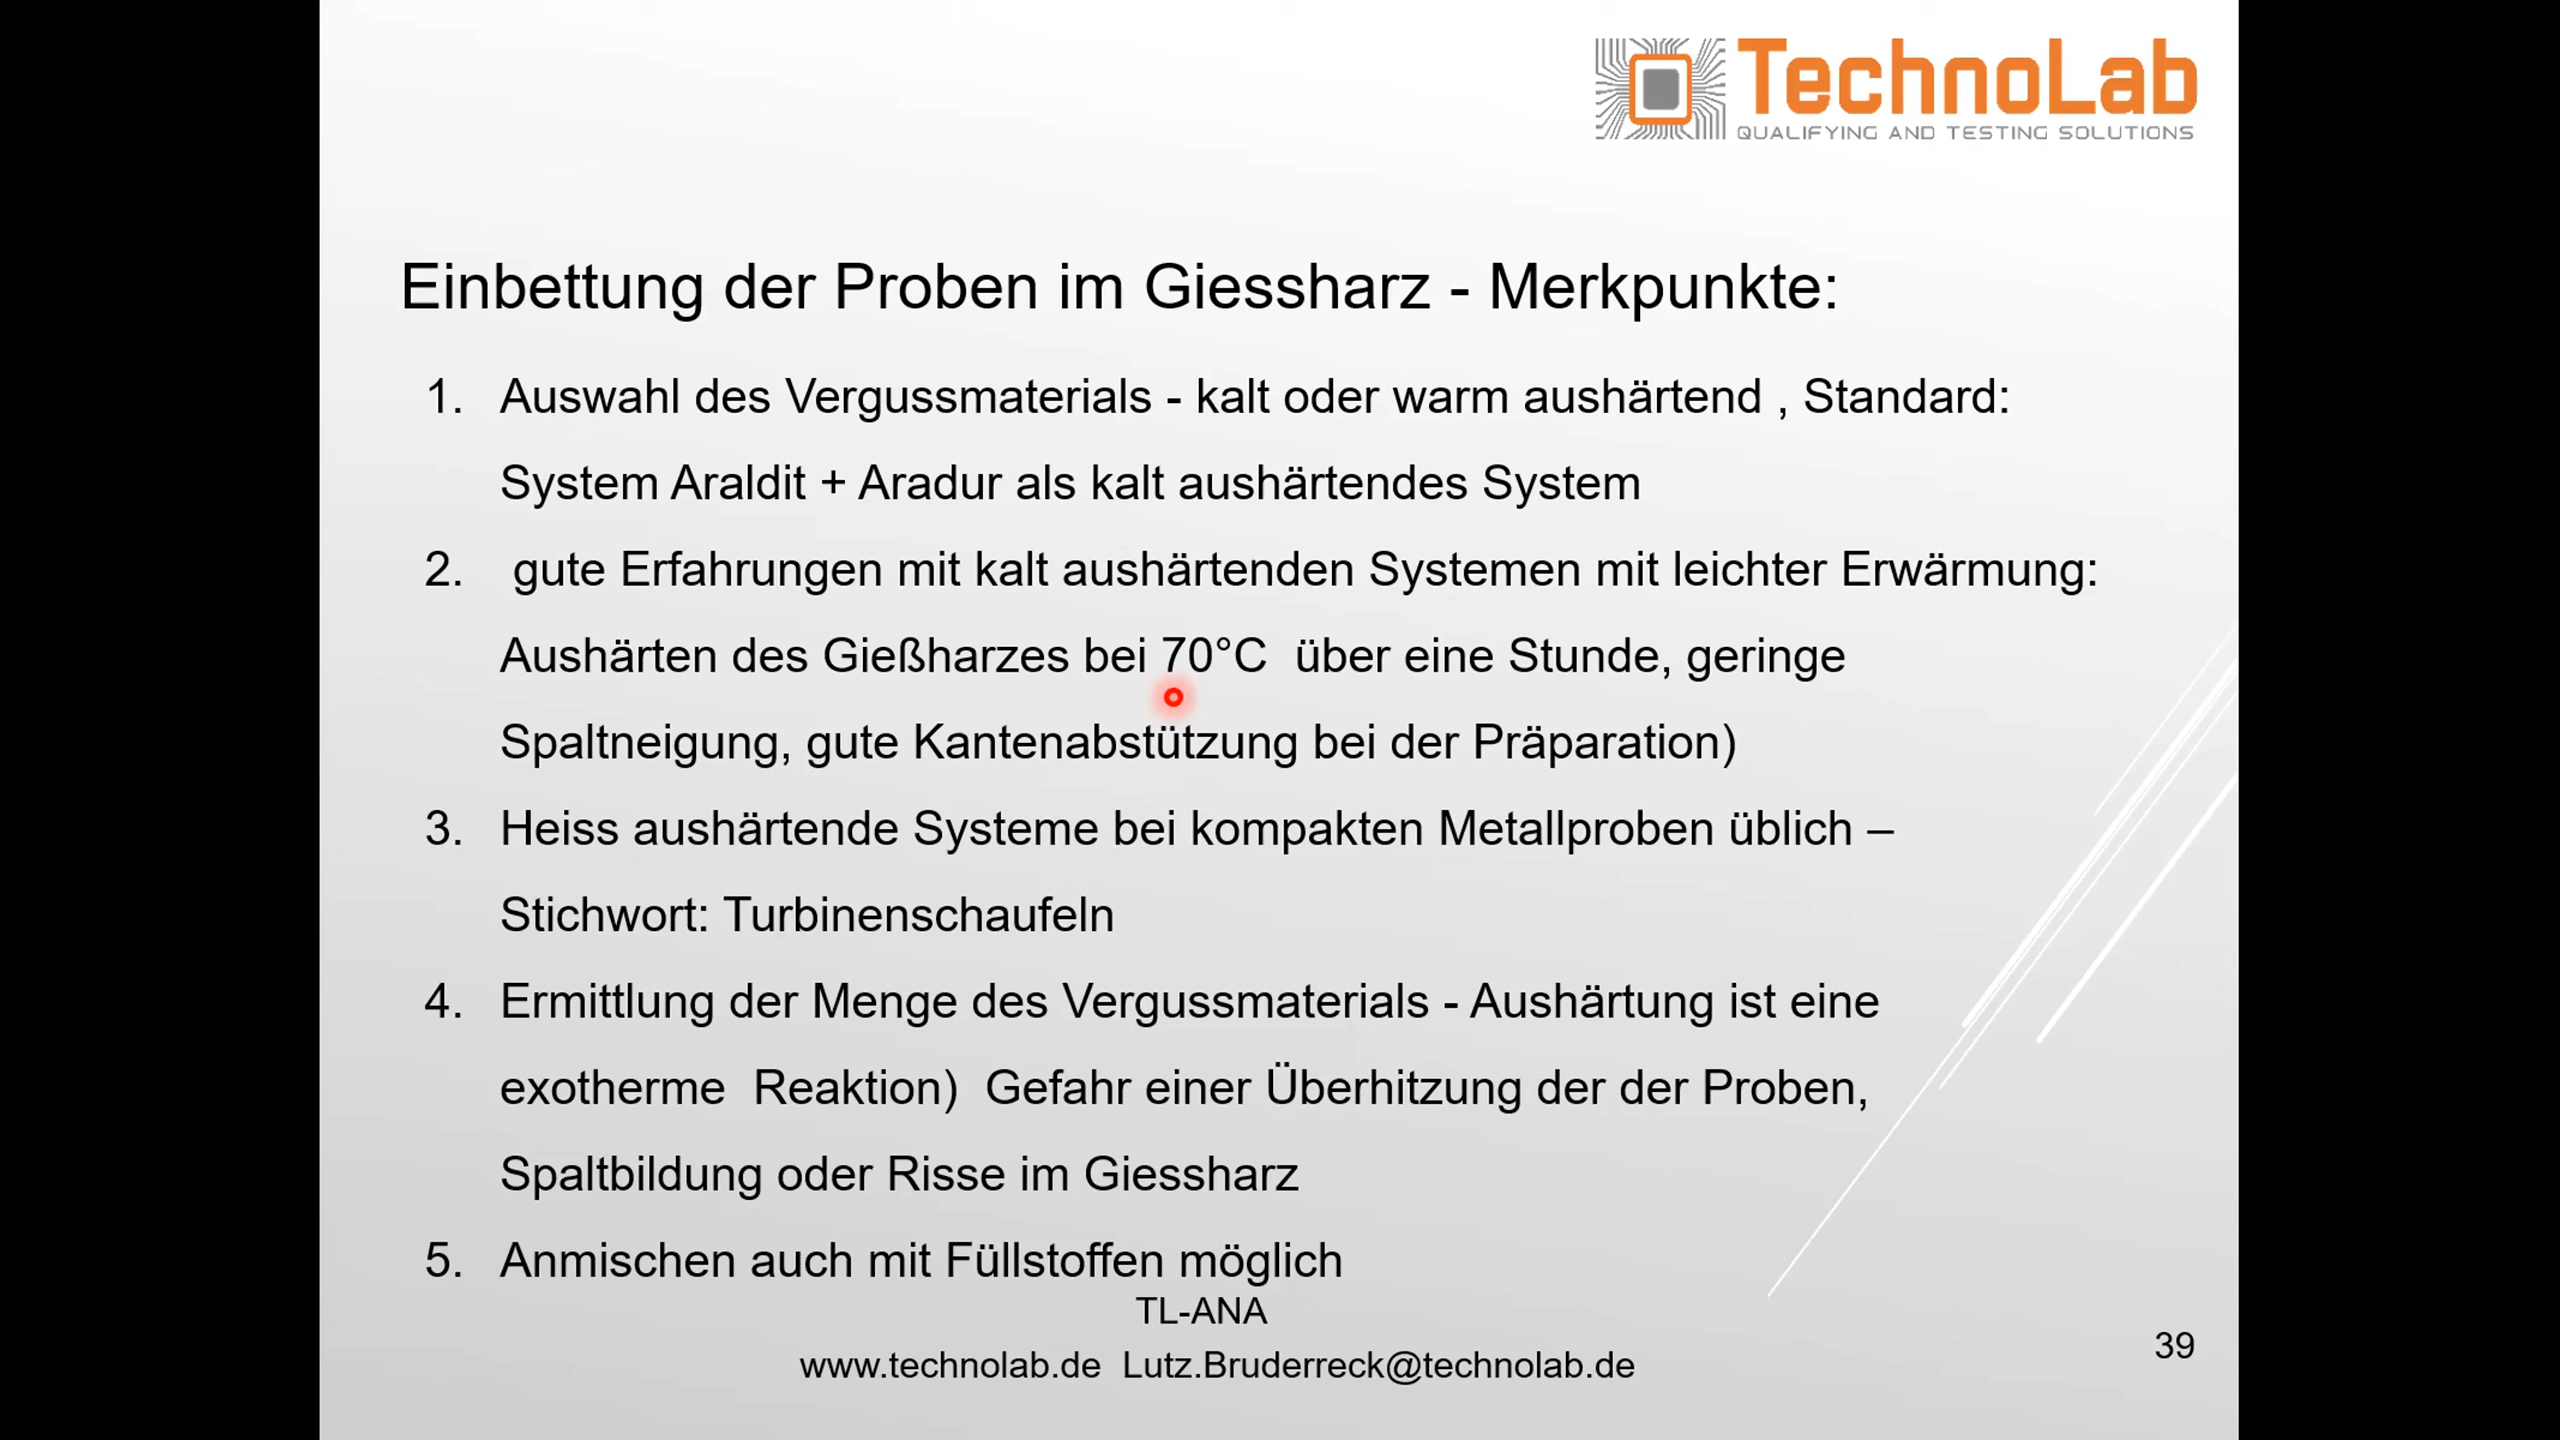 TechnoLab
QUALIFYING AND TESTING SOLUTIONS
Einbettung der Proben im Giessharz - Merkpunkte:
1. Auswahl des Vergussmaterials - kalt oder warm aushärtend , Standard:
System Araldit + Aradur als kalt aushärtendes System
2. gute Erfahrungen mit kalt aushärtenden Systemen mit leichter Erwärmung:
Aushärten des Gießharzes bei 70°C über eine Stunde, geringe
Spaltneigung, gute Kantenabstützung bei der Präparation)
3. Heiss aushärtende Systeme bei kompakten Metallproben üblich –
Stichwort: Turbinenschaufeln
4. Ermittlung der Menge des Vergussmaterials - Aushärtung ist eine
exotherme Reaktion) Gefahr einer Überhitzung der der Proben,
Spaltbildung oder Risse im Giessharz
5. Anmischen auch mit Füllstoffen möglich
TL-ANA
www.technolab.de Lutz.Bruderreck@technolab.de
39